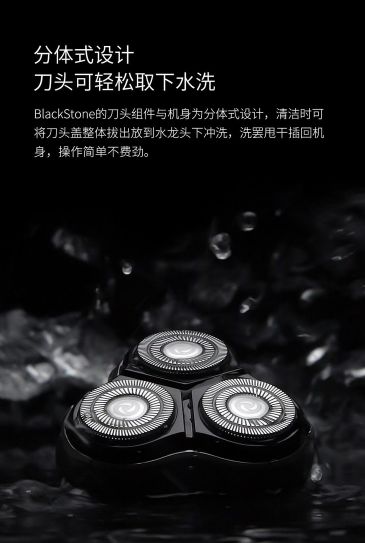 分体式设计
刀头可轻松取下水洗
BlackStone的刀头组件与机身为分体式设计，清洁时可
将刀头盖整体拔出放到水龙头下冲洗，洗罢甩干插回机
身，操作简单不费劲。